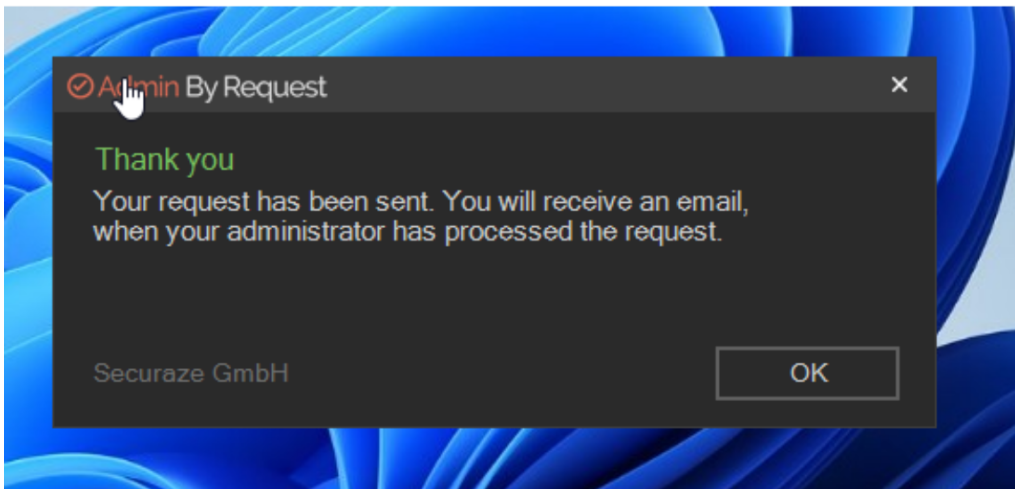 Admin By Request
Thank you
Your request has been sent. You will receive an email,
when your administrator has processed the request.
Securaze GmbH
OK